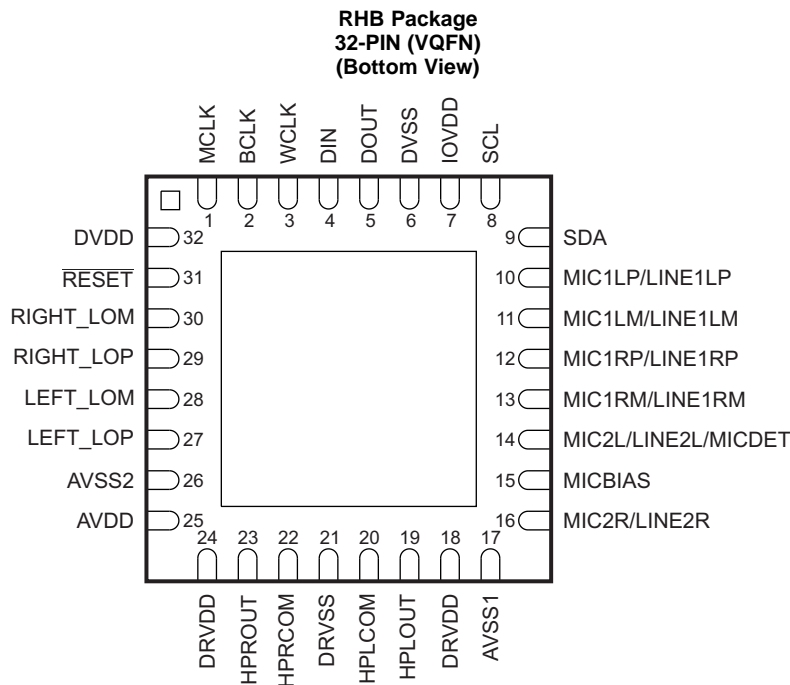 RHB Package
32-PIN (VQFN)
(Bottom View)
MCLK
BCLK
WCLK
DIN
DOUT
DVSS
IOVDD
SCL
1 2 3 4 5 6 7 8
DVDD 32 9 SDA
RESET 31 10 MIC1LP/LINE1LP
RIGHT_LOM 30 11 MIC1LM/LINE1LM
RIGHT_LOP 29 12 MIC1RP/LINE1RP
LEFT_LOM 28 13 MIC1RM/LINE1RM
LEFT_LOP 27 14 MIC2L/LINE2L/MICDET
AVSS2 26 15 MICBIAS
AVDD 25 16 MIC2R/LINE2R
24 23 22 21 20 19 18 17
DRVDD
HPROUT
HPRCOM
DRVSS
HPLCOM
HPLOUT
DRVDD
AVSS1